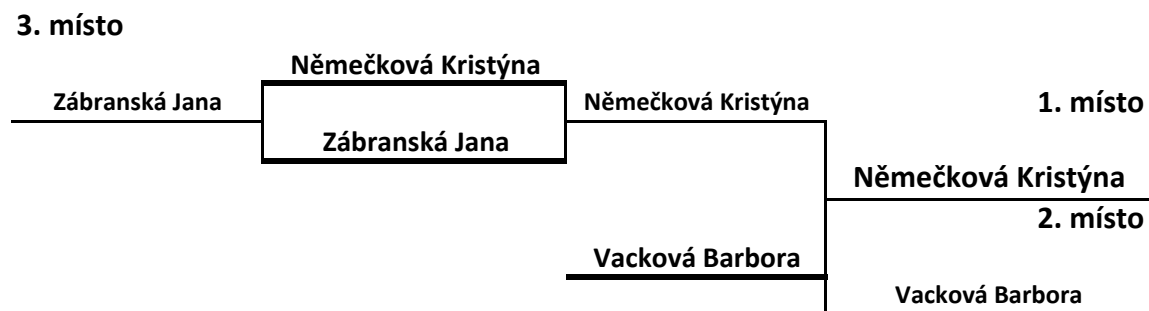 3. místo
Němečková Kristýna
Zábranská Jana
Němečková Kristýna
1. místo
Zábranská Jana
Němečková Kristýna
2. místo
Vacková Barbora
Vacková Barbora